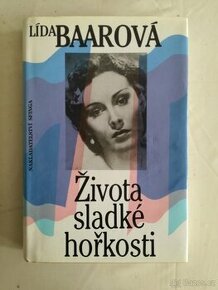 LÍDA
BAAROVÁ
NAKLADATELSTVÍ SFINGA
Života
sladké
hořkosti